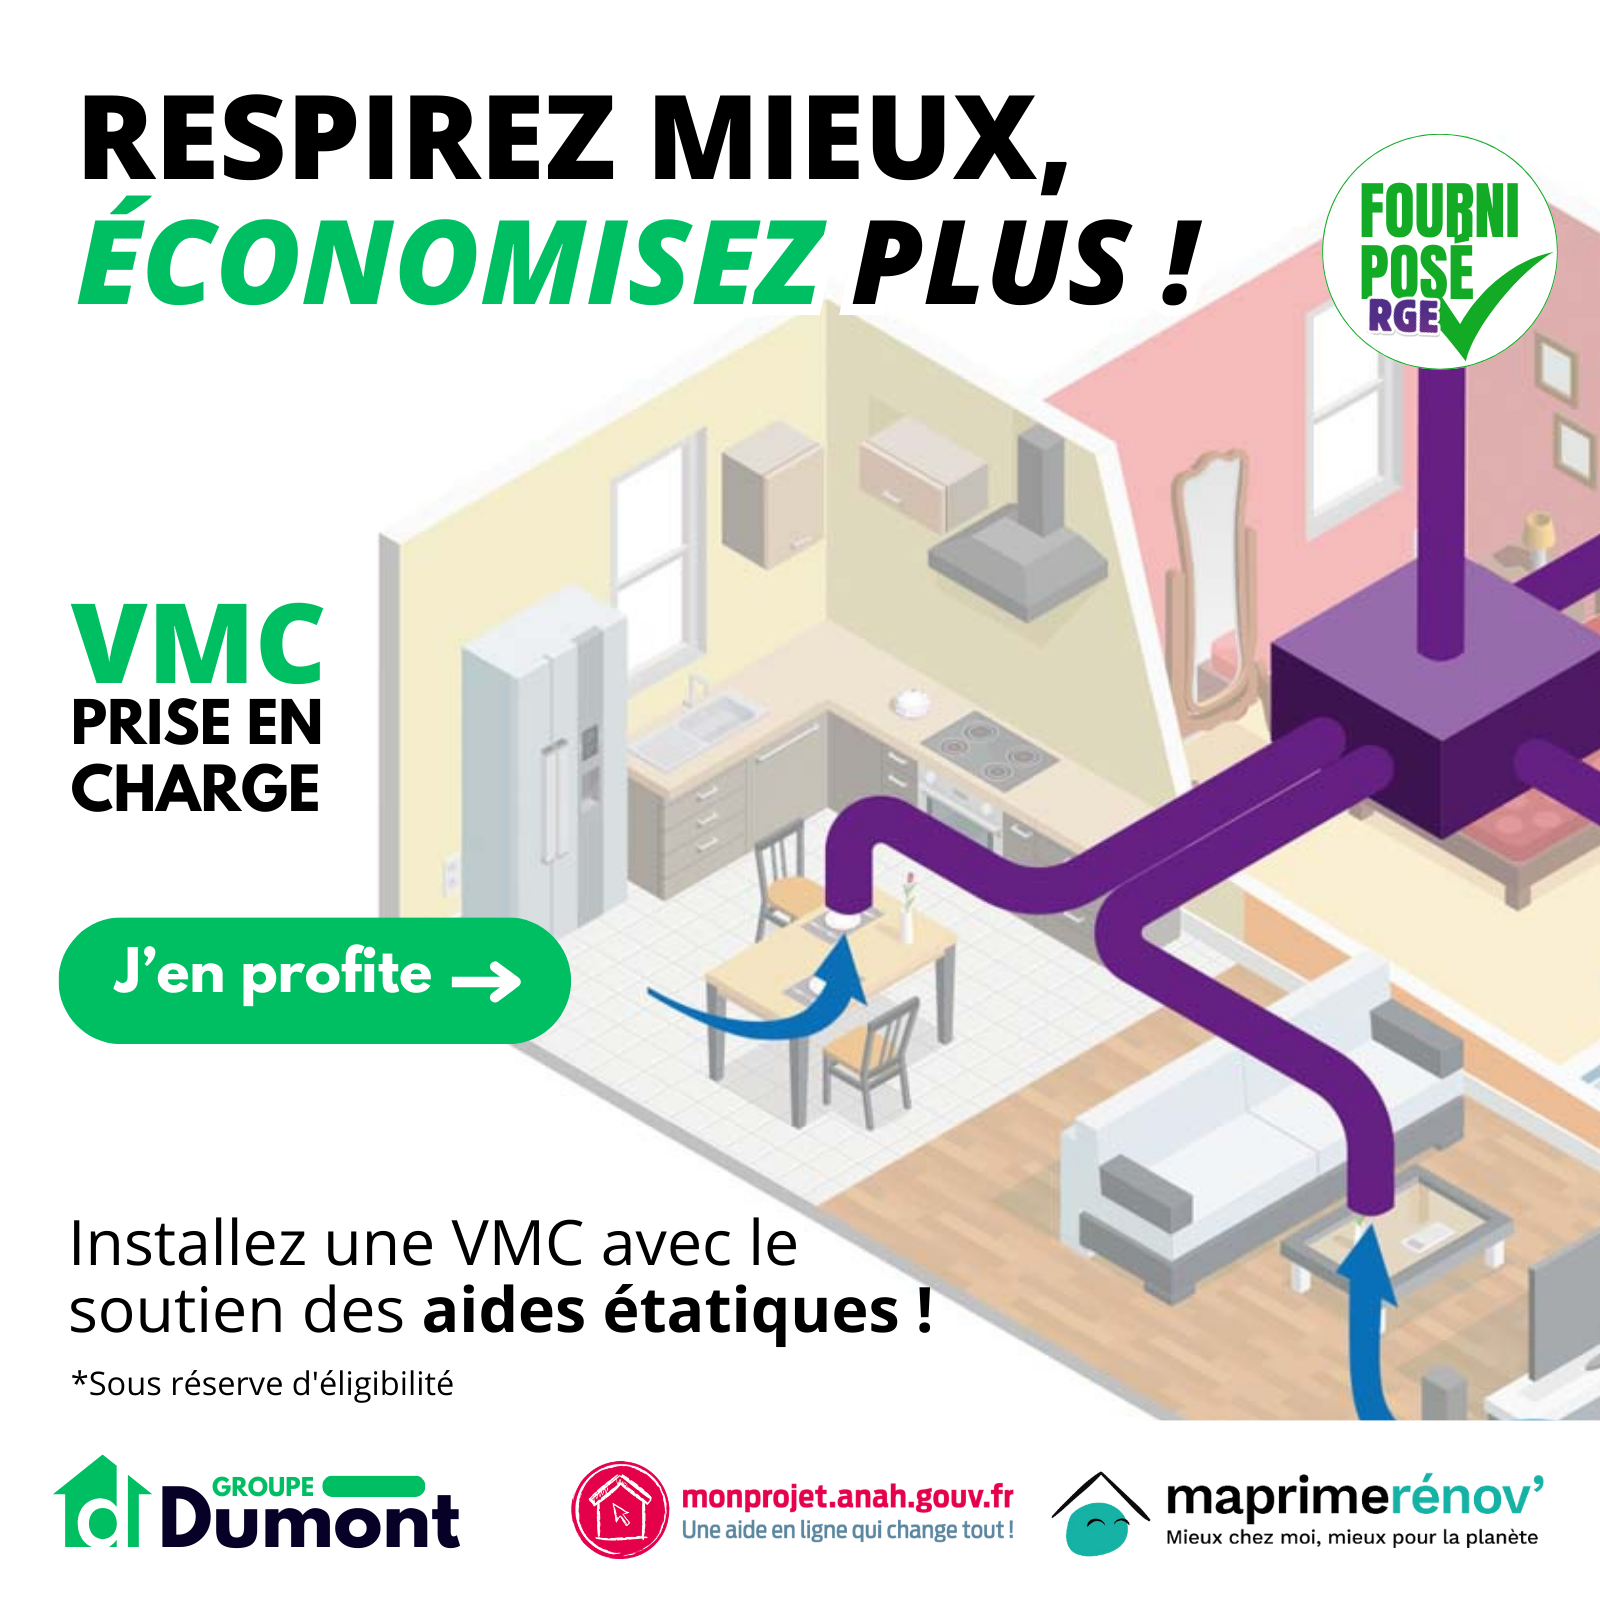 RESPIREZ MIEUX,
ÉCONOMISEZ PLUS !
FOURNI
POSÉ
RGE
VMC
PRISE EN
CHARGE
J’en profite
Installez une VMC avec le
soutien des aides étatiques !
*Sous réserve d'éligibilité
GROUPE
Dumont
monprojet.anah.gouv.fr
Une aide en ligne qui change tout !
maprimerénov’
Mieux chez moi, mieux pour la planète